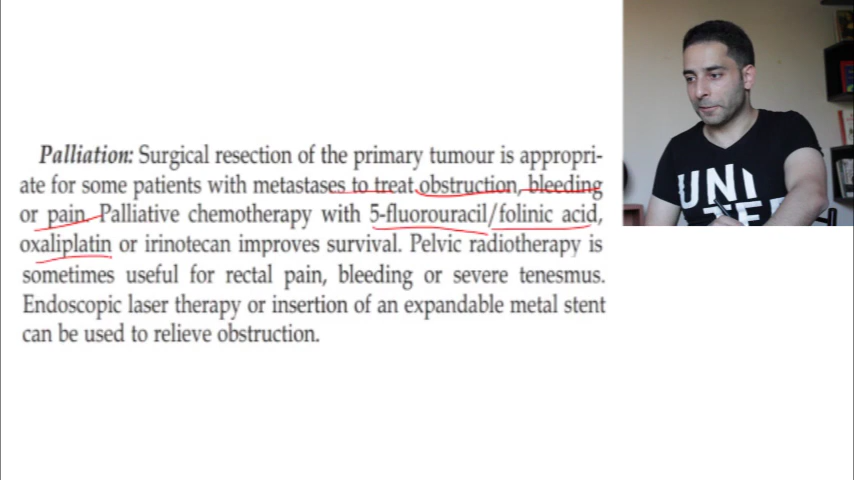 Palliation: Surgical resection of the primary tumour is appropri-
ate for some patients with metastases to treat obstruction, bleeding
or pain. Palliative chemotherapy with 5-fluorouracil/folinic acid,
oxaliplatin or irinotecan improves survival. Pelvic radiotherapy is
sometimes useful for rectal pain, bleeding or severe tenesmus.
Endoscopic laser therapy or insertion of an expandable metal stent
can be used to relieve obstruction.
UNI